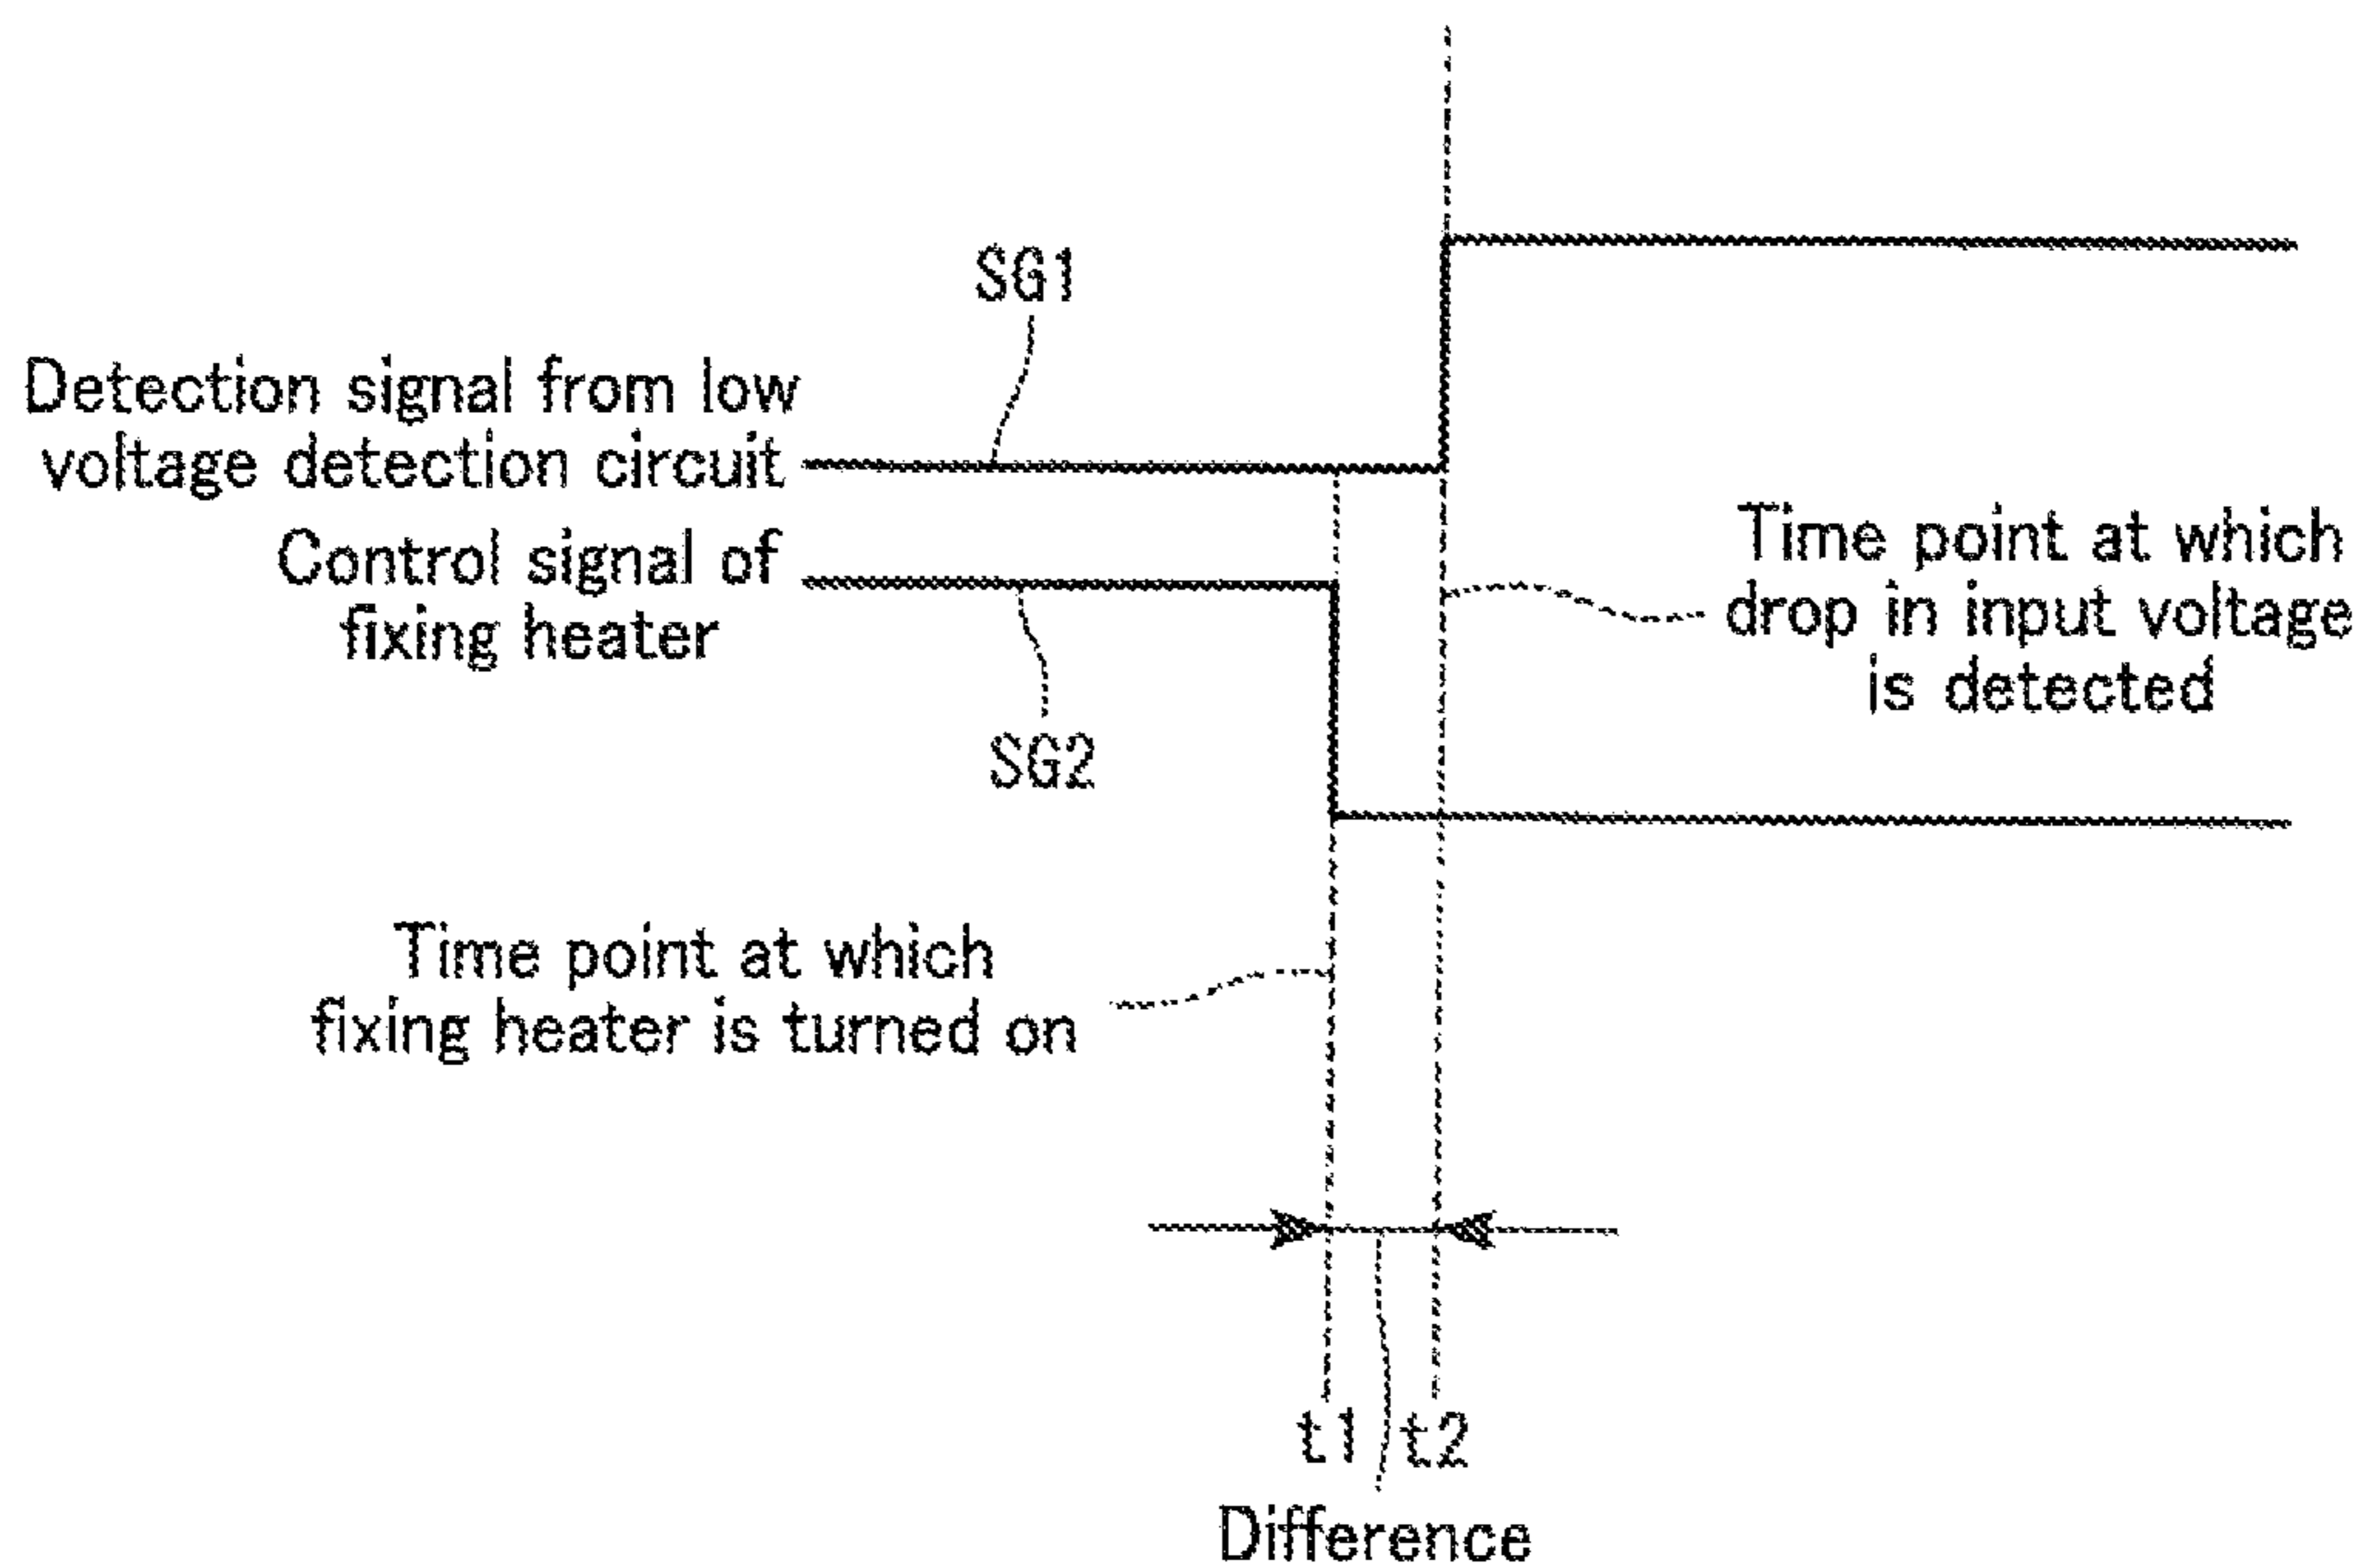 SG1
Detection signal from low
voltage detection circuit
Control signal of
fixing heater
SG2
Time point at which
drop in input voltage
is detected
Time point at which
fixing heater is turned on
t1 t2
Difference